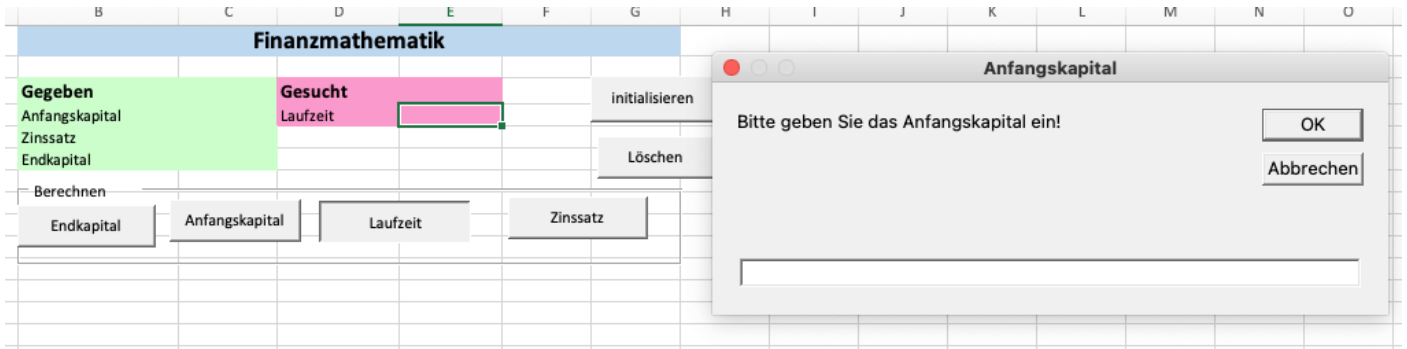 B C D E F G H I J K L M N O
Finanzmathematik
Gegeben Gesucht
Anfangskapital Laufzeit
Zinssatz
Endkapital
initialisieren
Löschen
Berechnen
Endkapital Anfangskapital Laufzeit Zinssatz
Anfangskapital
Bitte geben Sie das Anfangskapital ein!
OK
Abbrechen